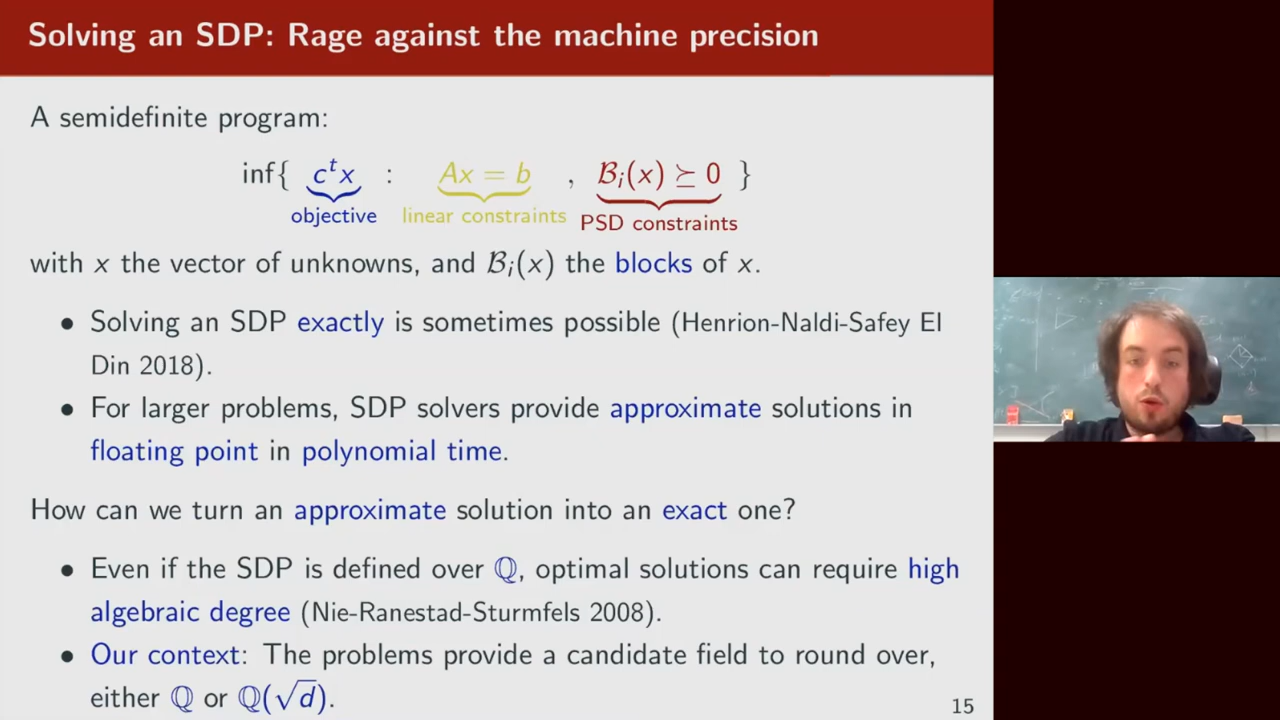 Solving an SDP: Rage against the machine precision
A semidefinite program:
inf{ cᵗx : Ax = b , ℬᵢ(x) ⪰ 0 }
objective linear constraints PSD constraints
with x the vector of unknowns, and ℬᵢ(x) the blocks of x.
• Solving an SDP exactly is sometimes possible (Henrion-Naldi-Safey El
Din 2018).
• For larger problems, SDP solvers provide approximate solutions in
floating point in polynomial time.
How can we turn an approximate solution into an exact one?
• Even if the SDP is defined over ℚ, optimal solutions can require high
algebraic degree (Nie-Ranestad-Sturmfels 2008).
• Our context: The problems provide a candidate field to round over,
either ℚ or ℚ(√d).
15